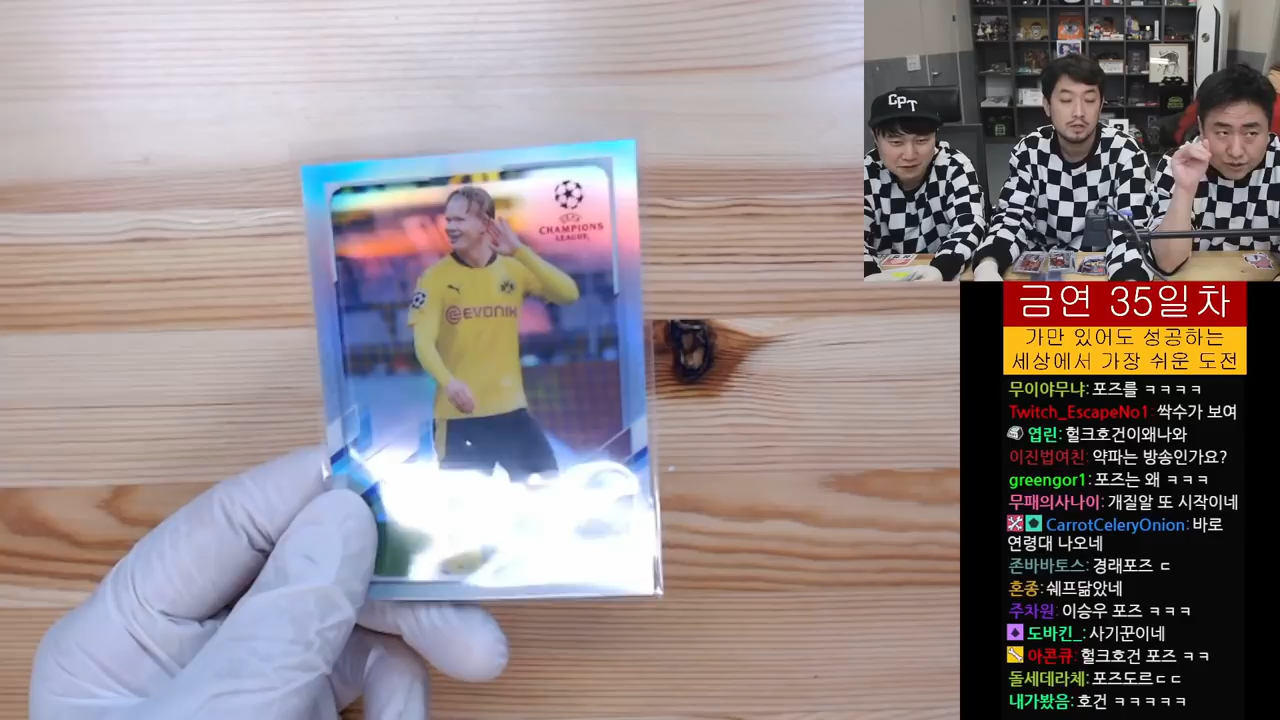 CHAMPIONS
LEAGUE
EVONIK
CPT
금연 35일차
가만 있어도 성공하는
세상에서 가장 쉬운 도전
무이야무냐: 포즈를 ㅋㅋㅋㅋ
Twitch_EscapeNo1: 싹수가 보여
엽린: 헐크호건이왜나와
이진법여친: 약파는 방송인가요?
greengor1: 포즈는 왜 ㅋㅋㅋ
무패의사나이: 개질알 또 시작이네
CarrotCeleryOnion: 바로
연령대 나오네
존바바토스: 경래포즈 ㄷ
혼종: 쉐프닮았네
주차원: 이승우 포즈 ㅋㅋㅋ
도바킨_: 사기꾼이네
아콘큐: 헐크호건 포즈 ㅋㅋ
돌세데라체: 포즈도르ㄷㄷ
내가봤음: 호건 ㅋㅋㅋㅋㅋ